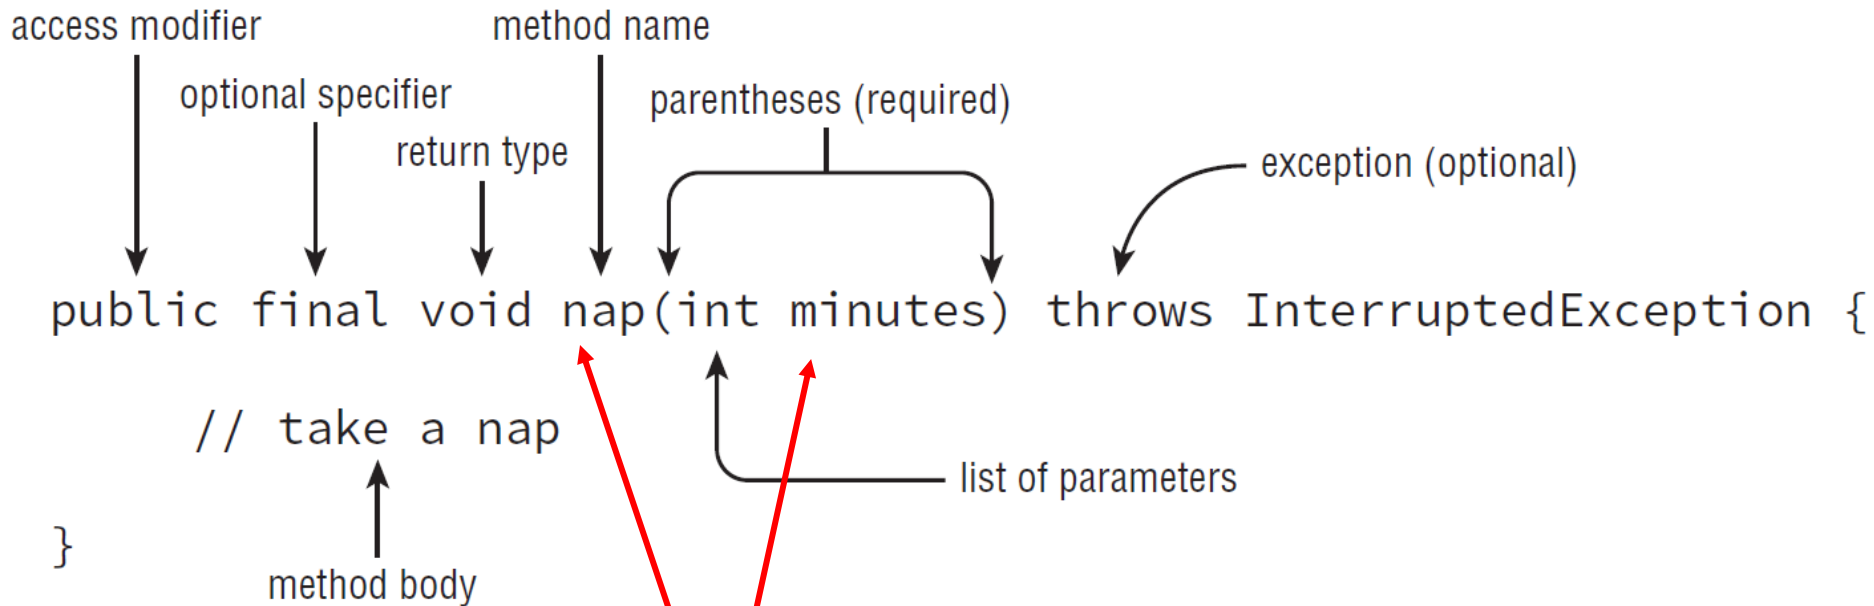 access modifier
method name
optional specifier
parentheses (required)
return type
exception (optional)
public final void nap(int minutes) throws InterruptedException {
// take a nap
list of parameters
}
method body